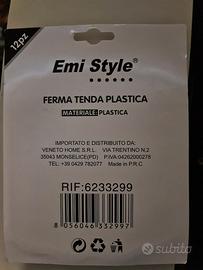 12pz
Emi Style®
FERMA TENDA PLASTICA
MATERIALE: PLASTICA
IMPORTATO E DISTRIBUITO DA:
VENETO HOME S.R.L. VIA TRENTINO N.2
35043 MONSELICE(PD) P.IVA:04262000278
TEL: +39 0429 782077 Made in P.R.C
RIF:6233299
8 056046 332997
subito